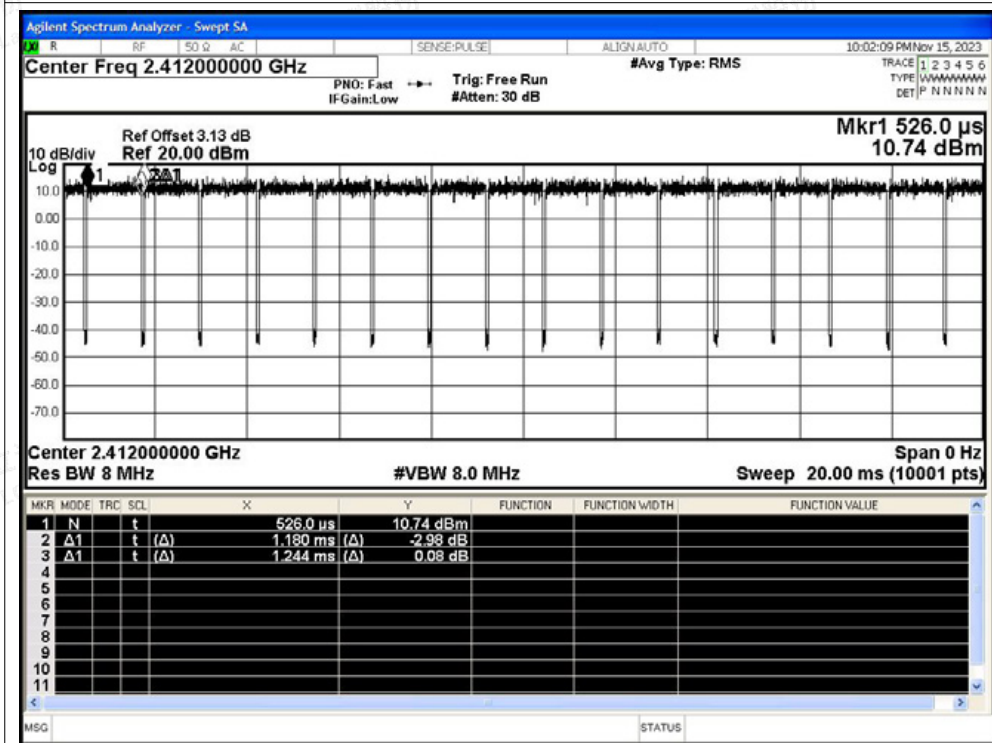 Agilent Spectrum Analyzer - Swept SA
LXI R RF 50 Ω AC SENSE:PULSE ALIGN AUTO 10:02:09 PM Nov 15, 2023
Center Freq 2.412000000 GHz #Avg Type: RMS TRACE 1 2 3 4 5 6
PNO: Fast Trig: Free Run TYPE WWWWWW
IFGain:Low #Atten: 30 dB DET P N N N N N
Mkr1 526.0 µs
10.74 dBm
Ref Offset 3.13 dB
10 dB/div Ref 20.00 dBm
Log
1 2Δ1
10.0
0.00
-10.0
-20.0
-30.0
-40.0
-50.0
-60.0
-70.0
Center 2.412000000 GHz Span 0 Hz
Res BW 8 MHz #VBW 8.0 MHz Sweep 20.00 ms (10001 pts)
MKR MODE TRC SCL X Y FUNCTION FUNCTION WIDTH FUNCTION VALUE
1 N t 526.0 µs 10.74 dBm
2 Δ1 t (Δ) 1.180 ms (Δ) -2.98 dB
3 Δ1 t (Δ) 1.244 ms (Δ) 0.08 dB
4
5
6
7
8
9
10
11
MSG STATUS